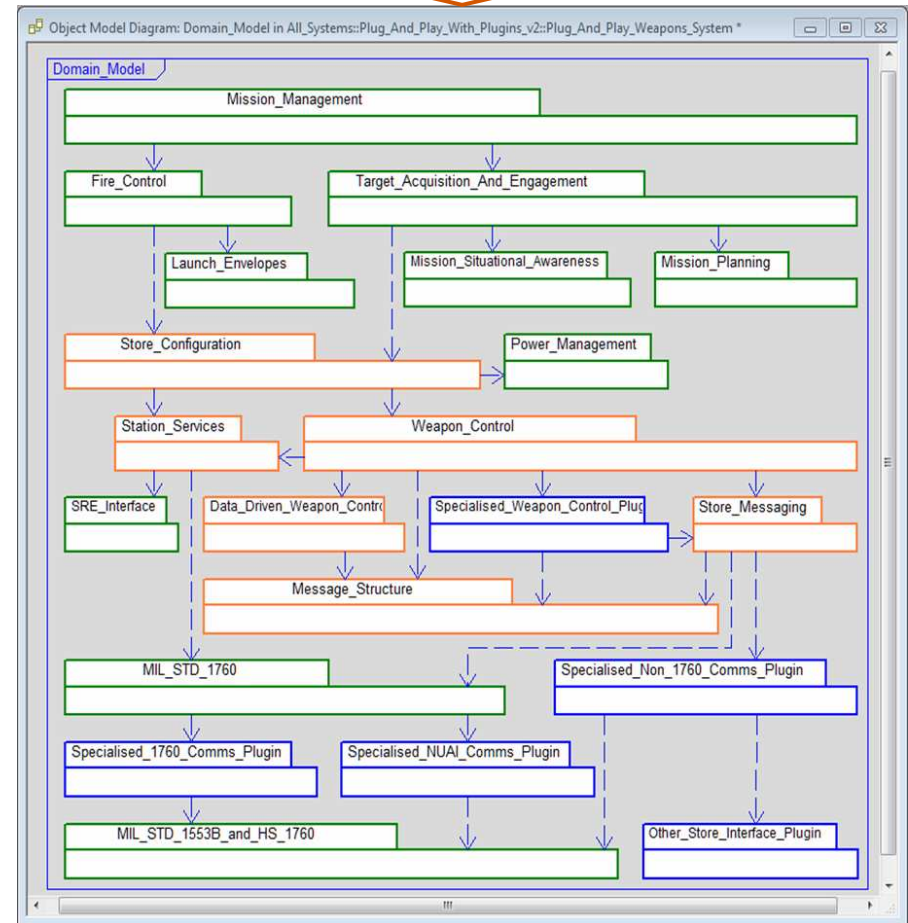 Object Model Diagram: Domain_Model in All_Systems::Plug_And_Play_With_Plugins_v2::Plug_And_Play_Weapons_System *
Domain_Model
Mission_Management
Fire_Control
Target_Acquisition_And_Engagement
Launch_Envelopes
Mission_Situational_Awareness
Mission_Planning
Store_Configuration
Power_Management
Station_Services
Weapon_Control
SRE_Interface
Data_Driven_Weapon_Contro
Specialised_Weapon_Control_Plug
Store_Messaging
Message_Structure
MIL_STD_1760
Specialised_Non_1760_Comms_Plugin
Specialised_1760_Comms_Plugin
Specialised_NUAI_Comms_Plugin
MIL_STD_1553B_and_HS_1760
Other_Store_Interface_Plugin